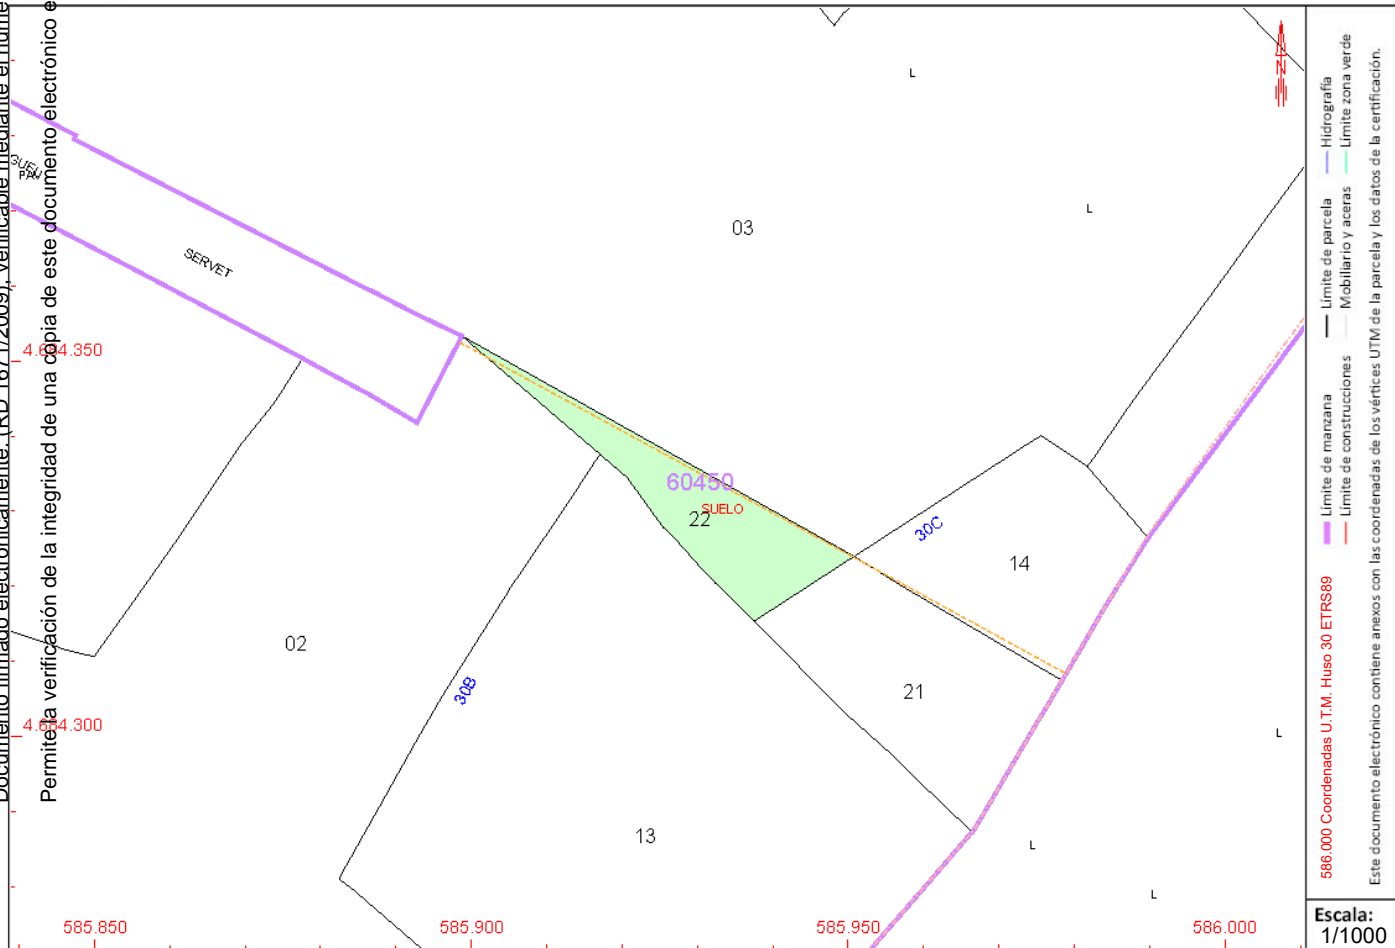 Permite la verificación de la integridad de una copia de este documento electrónico e
L
L
03
SERVET
PAV
4.684.350
60450
SUELO
22
30C
14
02
30B
21
4.684.300
L
13
L
L
585.850
585.900
585.950
586.000
N
Hidrografía
Límite zona verde
Límite de parcela
Mobiliario y aceras
Límite de manzana
Límite de construcciones
586.000 Coordenadas U.T.M. Huso 30 ETRS89
Este documento electrónico contiene anexos con las coordenadas de los vértices UTM de la parcela y los datos de la certificación.
Escala:
1/1000